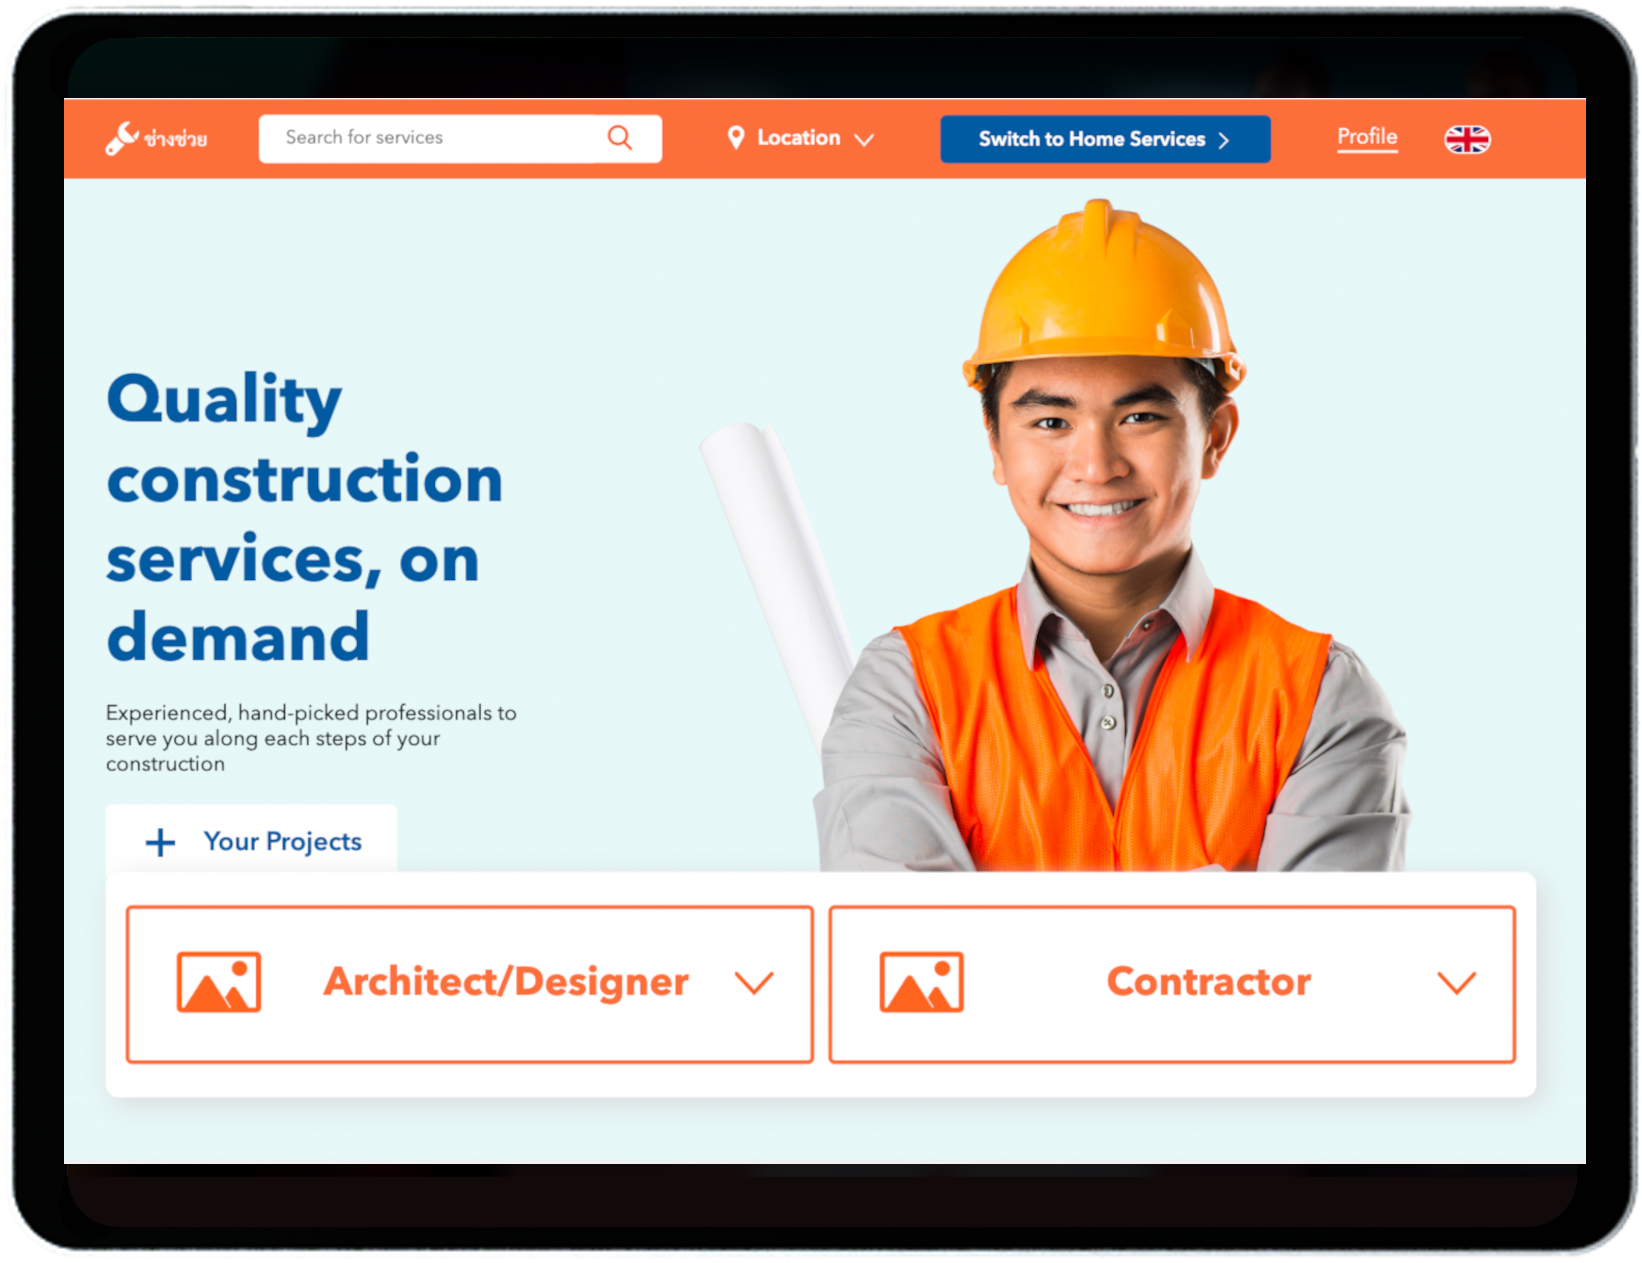 ช่างช่วย
Search for services
Location
Switch to Home Services
Profile
Quality
construction
services, on
demand
Experienced, hand-picked professionals to
serve you along each steps of your
construction
Your Projects
Architect/Designer
Contractor